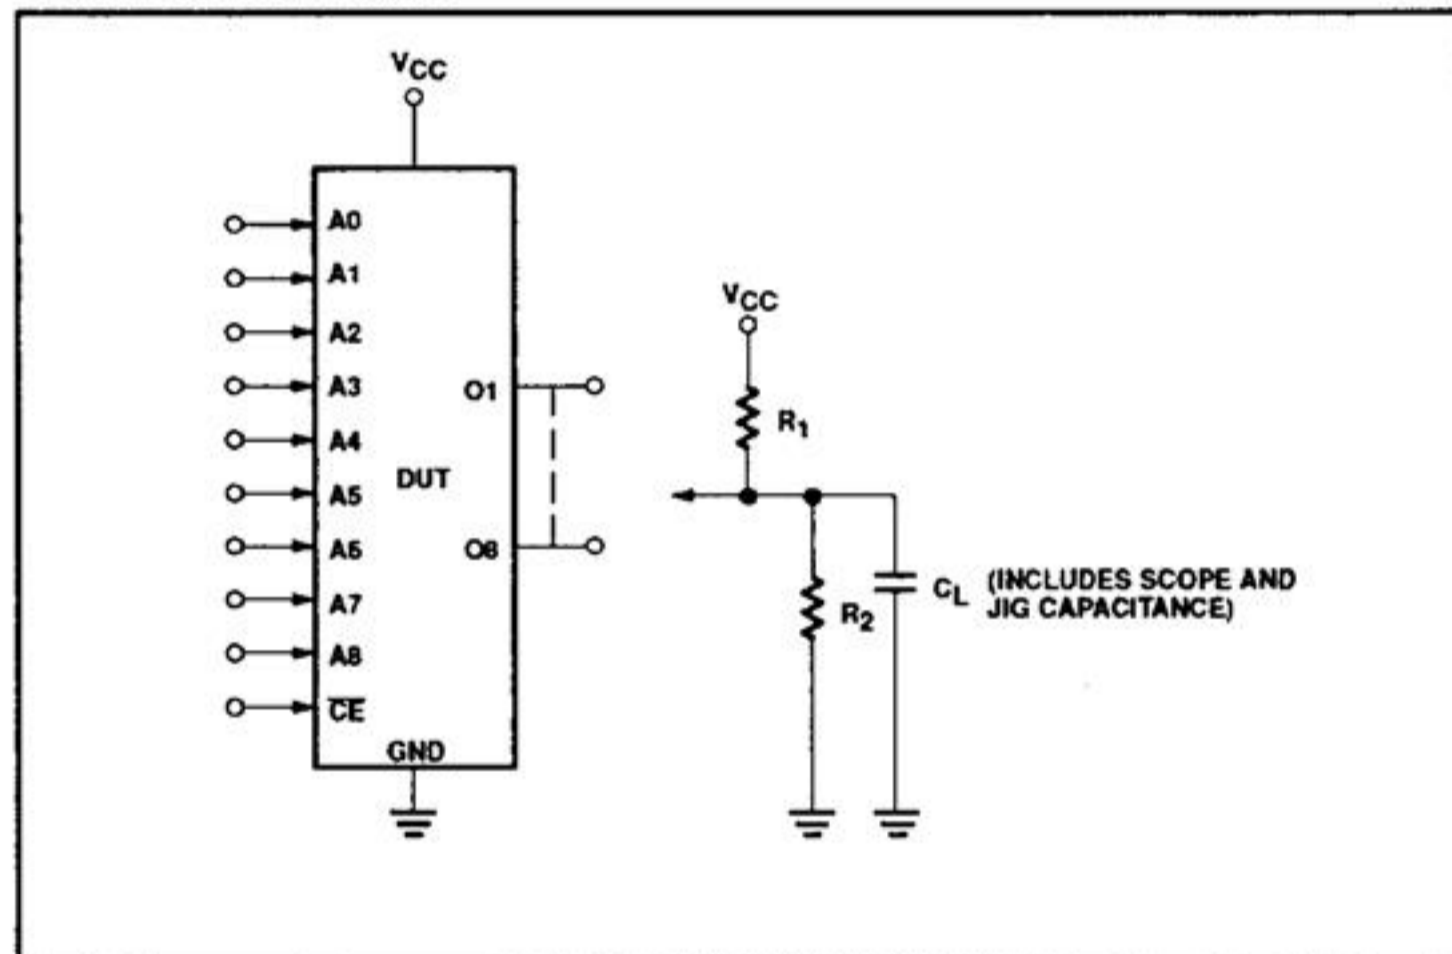 VCC
A0
A1
A2
A3
A4
A5
A6
A7
A8
CE
O1
DUT
O8
GND
VCC
R1
R2
CL
(INCLUDES SCOPE AND
JIG CAPACITANCE)